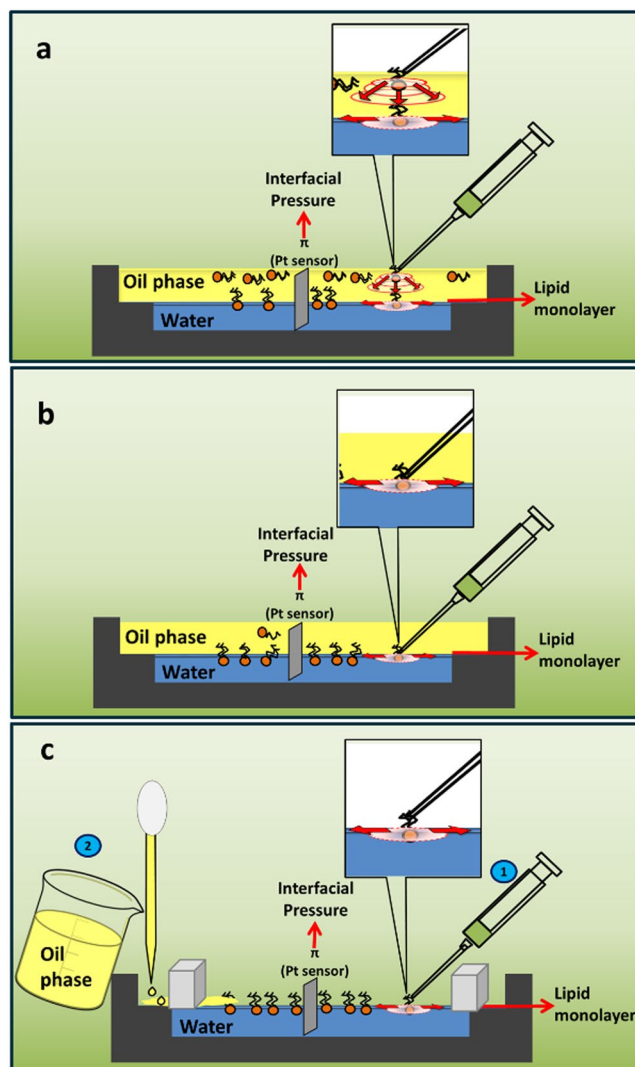 a
Interfacial
Pressure
π
(Pt sensor)
Oil phase
Water
Lipid
monolayer
b
Interfacial
Pressure
π
(Pt sensor)
Oil phase
Water
Lipid
monolayer
c
2
1
Interfacial
Pressure
π
(Pt sensor)
Oil
phase
Water
Lipid
monolayer